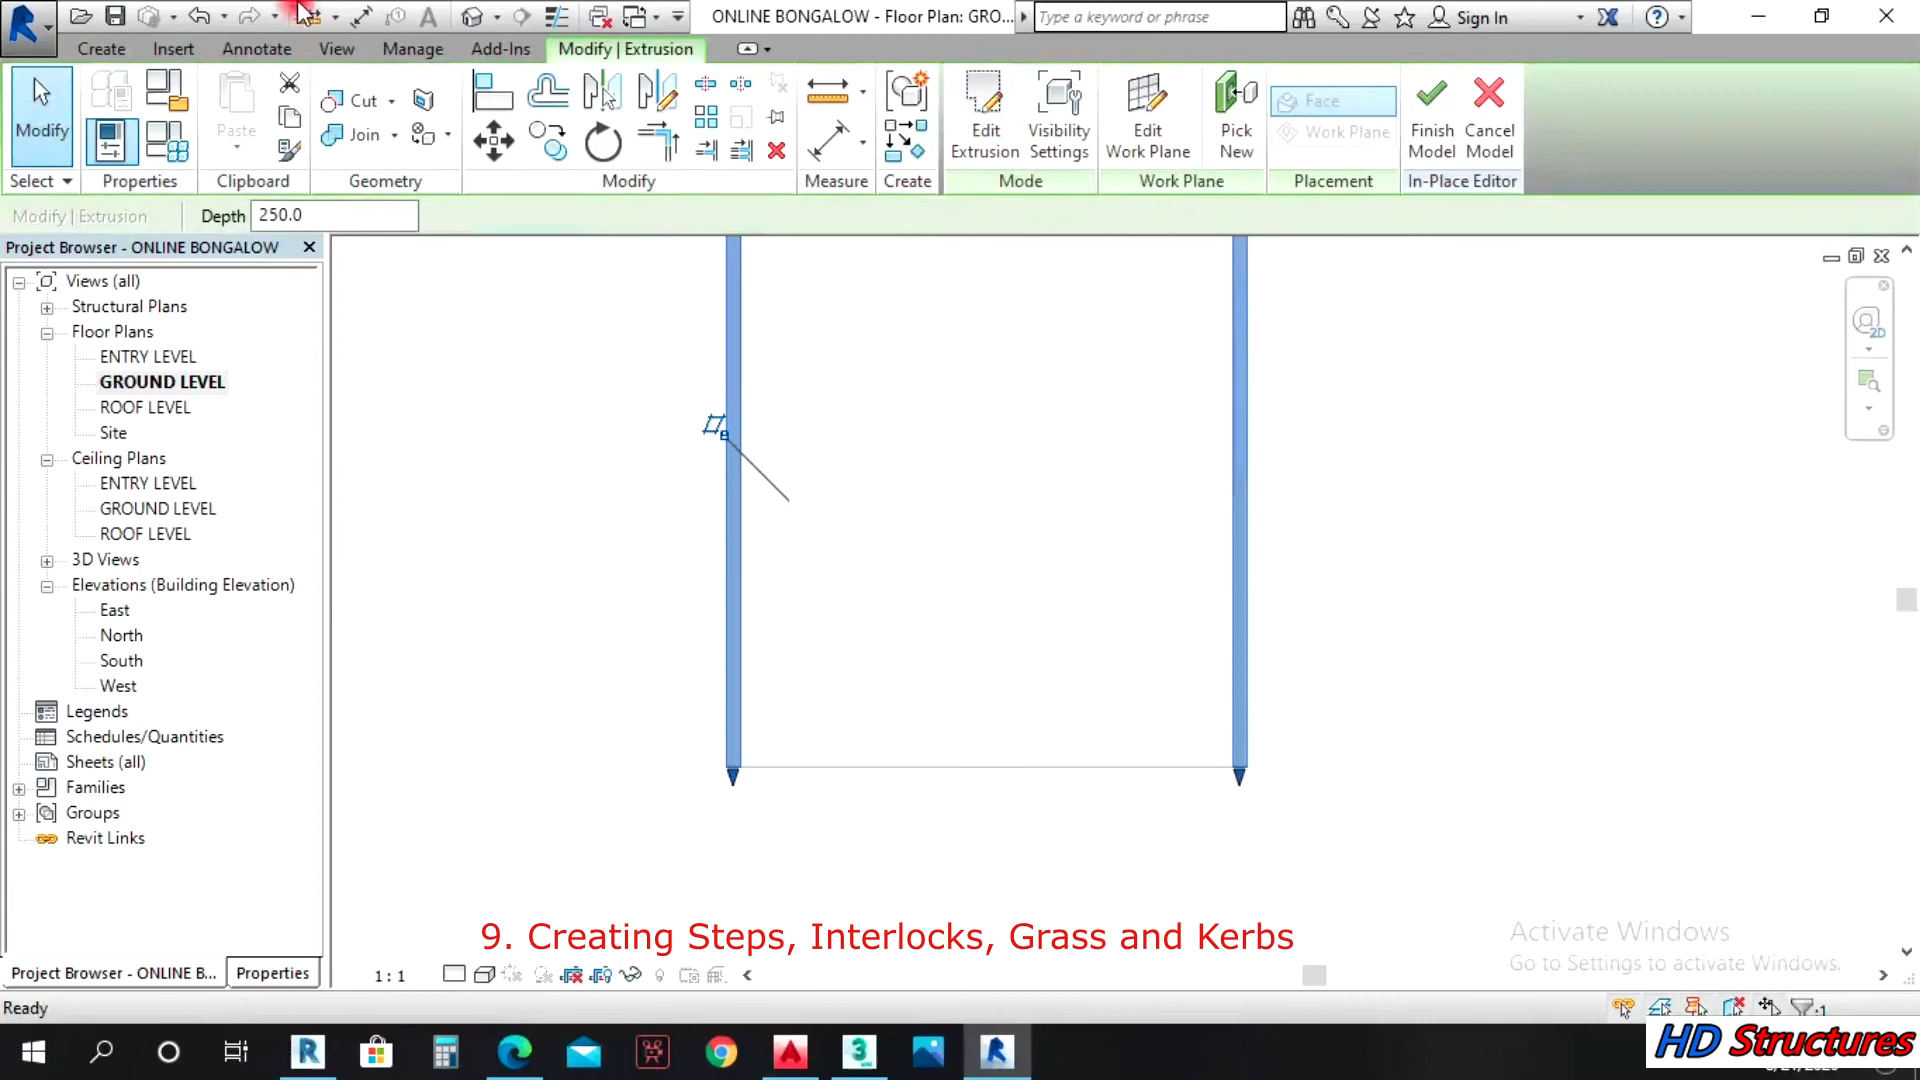 ONLINE BONGALOW - Floor Plan: GRO...
Type a keyword or phrase
Sign In
Create
Insert
Annotate
View
Manage
Add-Ins
Modify | Extrusion
Modify
Paste
Cut
Join
Edit
Extrusion
Visibility
Settings
Edit
Work Plane
Pick
New
Face
Work Plane
Finish
Model
Cancel
Model
Select
Properties
Clipboard
Geometry
Modify
Measure
Create
Mode
Work Plane
Placement
In-Place Editor
Modify | Extrusion
Depth
250.0
Project Browser - ONLINE BONGALOW
Views (all)
Structural Plans
Floor Plans
ENTRY LEVEL
GROUND LEVEL
ROOF LEVEL
Site
Ceiling Plans
ENTRY LEVEL
GROUND LEVEL
ROOF LEVEL
3D Views
Elevations (Building Elevation)
East
North
South
West
Legends
Schedules/Quantities
Sheets (all)
Families
Groups
Revit Links
2D
9. Creating Steps, Interlocks, Grass and Kerbs
Activate Windows
Go to Settings to activate Windows.
Project Browser - ONLINE B...
Properties
1 : 1
Ready
:1
HD Structures